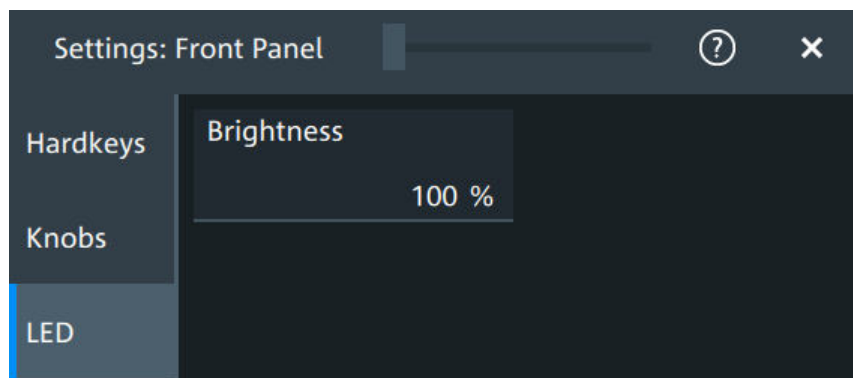 Settings: Front Panel
?
×
Hardkeys
Brightness
100 %
Knobs
LED